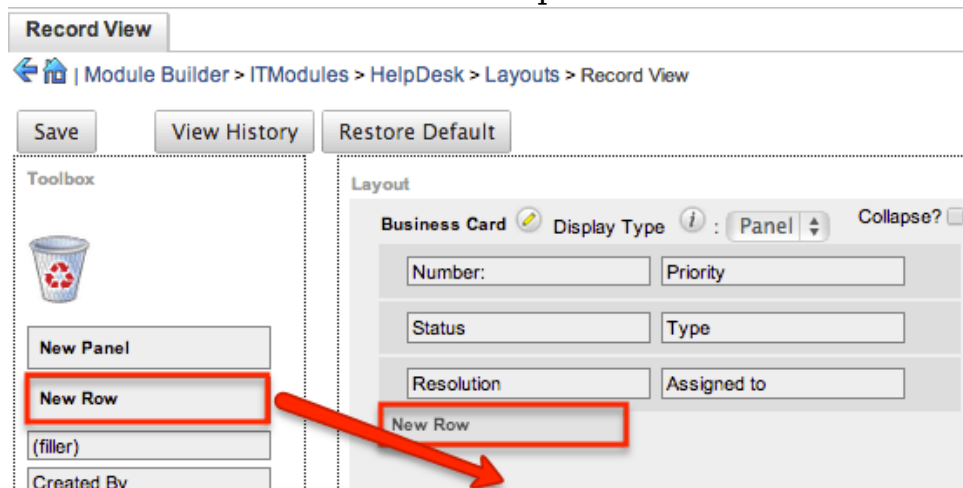 Record View
| Module Builder > ITModules > HelpDesk > Layouts > Record View
Save
View History
Restore Default
Toolbox
New Panel
New Row
(filler)
Created By
Layout
Business Card Display Type i : Panel Collapse?
Number: Priority
Status Type
Resolution Assigned to
New Row